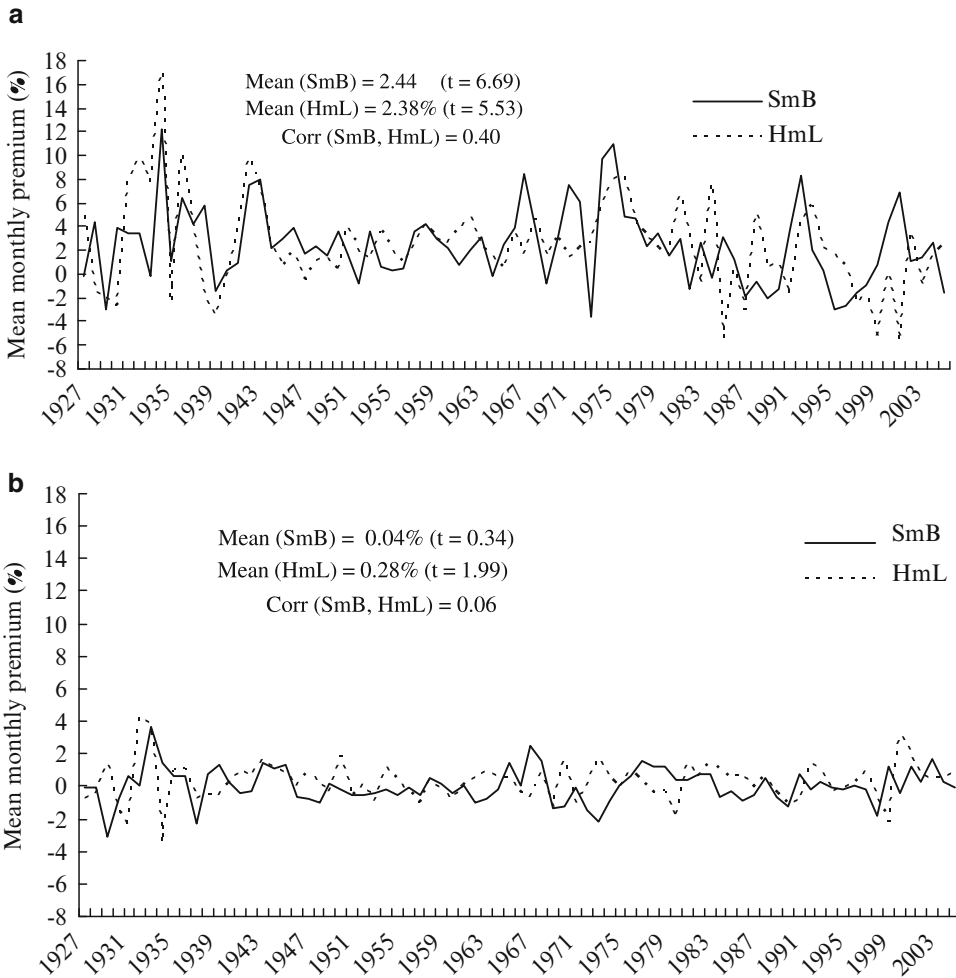 a
Mean monthly premium (%)
18
16
14
12
10
8
6
4
2
0
-2
-4
-6
-8
Mean (SmB) = 2.44 (t = 6.69)
Mean (HmL) = 2.38% (t = 5.53)
Corr (SmB, HmL) = 0.40
SmB
HmL
1927 1931 1935 1939 1943 1947 1951 1955 1959 1963 1967 1971 1975 1979 1983 1987 1991 1995 1999 2003
b
Mean monthly premium (%)
18
16
14
12
10
8
6
4
2
0
-2
-4
-6
-8
Mean (SmB) = 0.04% (t = 0.34)
Mean (HmL) = 0.28% (t = 1.99)
Corr (SmB, HmL) = 0.06
SmB
HmL
1927 1931 1935 1939 1943 1947 1951 1955 1959 1963 1967 1971 1975 1979 1983 1987 1991 1995 1999 2003